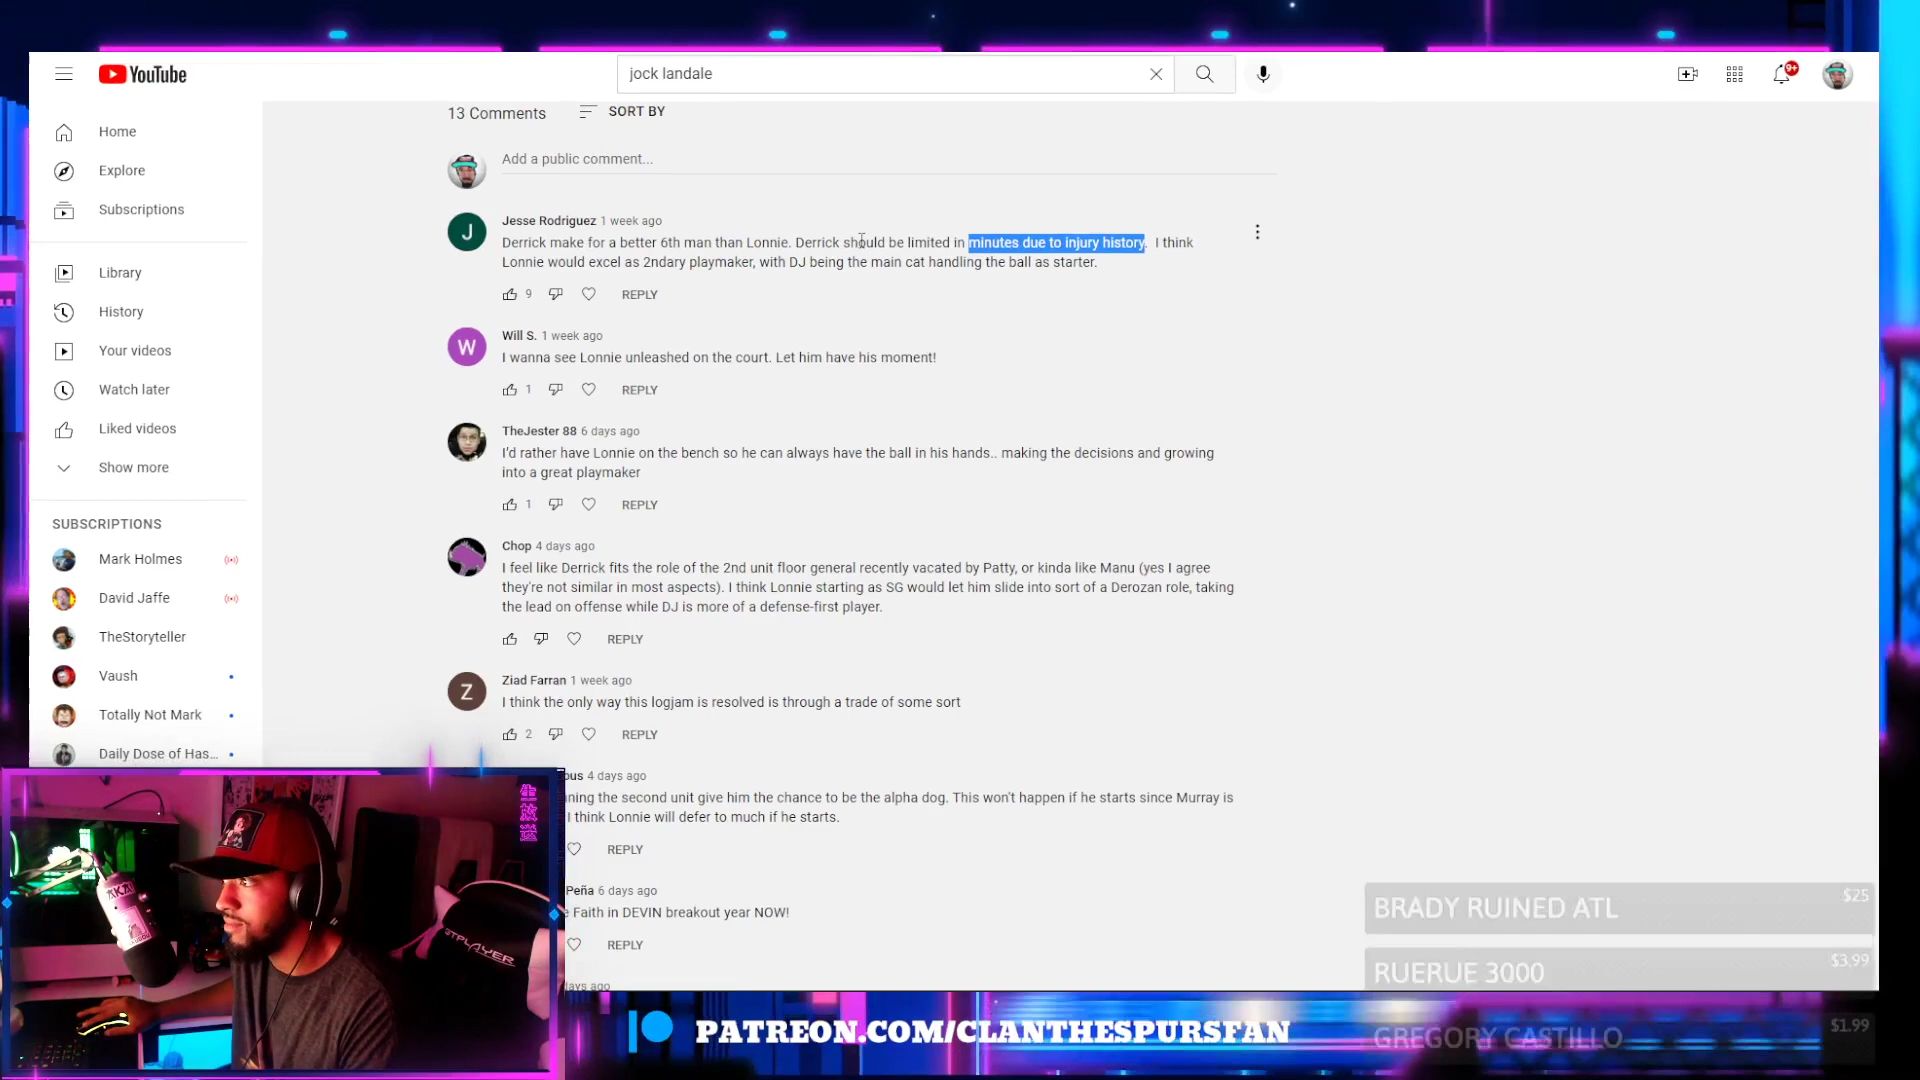 YouTube
jock landale
9+
Home
Explore
Subscriptions
Library
History
Your videos
Watch later
Liked videos
Show more
SUBSCRIPTIONS
Mark Holmes
David Jaffe
TheStoryteller
Vaush
Totally Not Mark
Daily Dose of Has...
13 Comments
SORT BY
Add a public comment...
J
Jesse Rodriguez 1 week ago
Derrick make for a better 6th man than Lonnie. Derrick should be limited in minutes due to injury history. I think
Lonnie would excel as 2ndary playmaker, with DJ being the main cat handling the ball as starter.
9 REPLY
W
Will S. 1 week ago
I wanna see Lonnie unleashed on the court. Let him have his moment!
1 REPLY
TheJester 88 6 days ago
I'd rather have Lonnie on the bench so he can always have the ball in his hands.. making the decisions and growing
into a great playmaker
1 REPLY
Chop 4 days ago
I feel like Derrick fits the role of the 2nd unit floor general recently vacated by Patty, or kinda like Manu (yes I agree
they're not similar in most aspects). I think Lonnie starting as SG would let him slide into sort of a Derozan role, taking
the lead on offense while DJ is more of a defense-first player.
REPLY
Z
Ziad Farran 1 week ago
I think the only way this logjam is resolved is through a trade of some sort
2 REPLY
ous 4 days ago
ning the second unit give him the chance to be the alpha dog. This won't happen if he starts since Murray is
I think Lonnie will defer to much if he starts.
REPLY
Peña 6 days ago
e Faith in DEVIN breakout year NOW!
REPLY
days ago
生放送
AKAI
GTPLAYER
BRADY RUINED ATL $25
RUERUE 3000 $3.99
GREGORY CASTILLO $1.99
PATREON.COM/CLANTHESPURSFAN